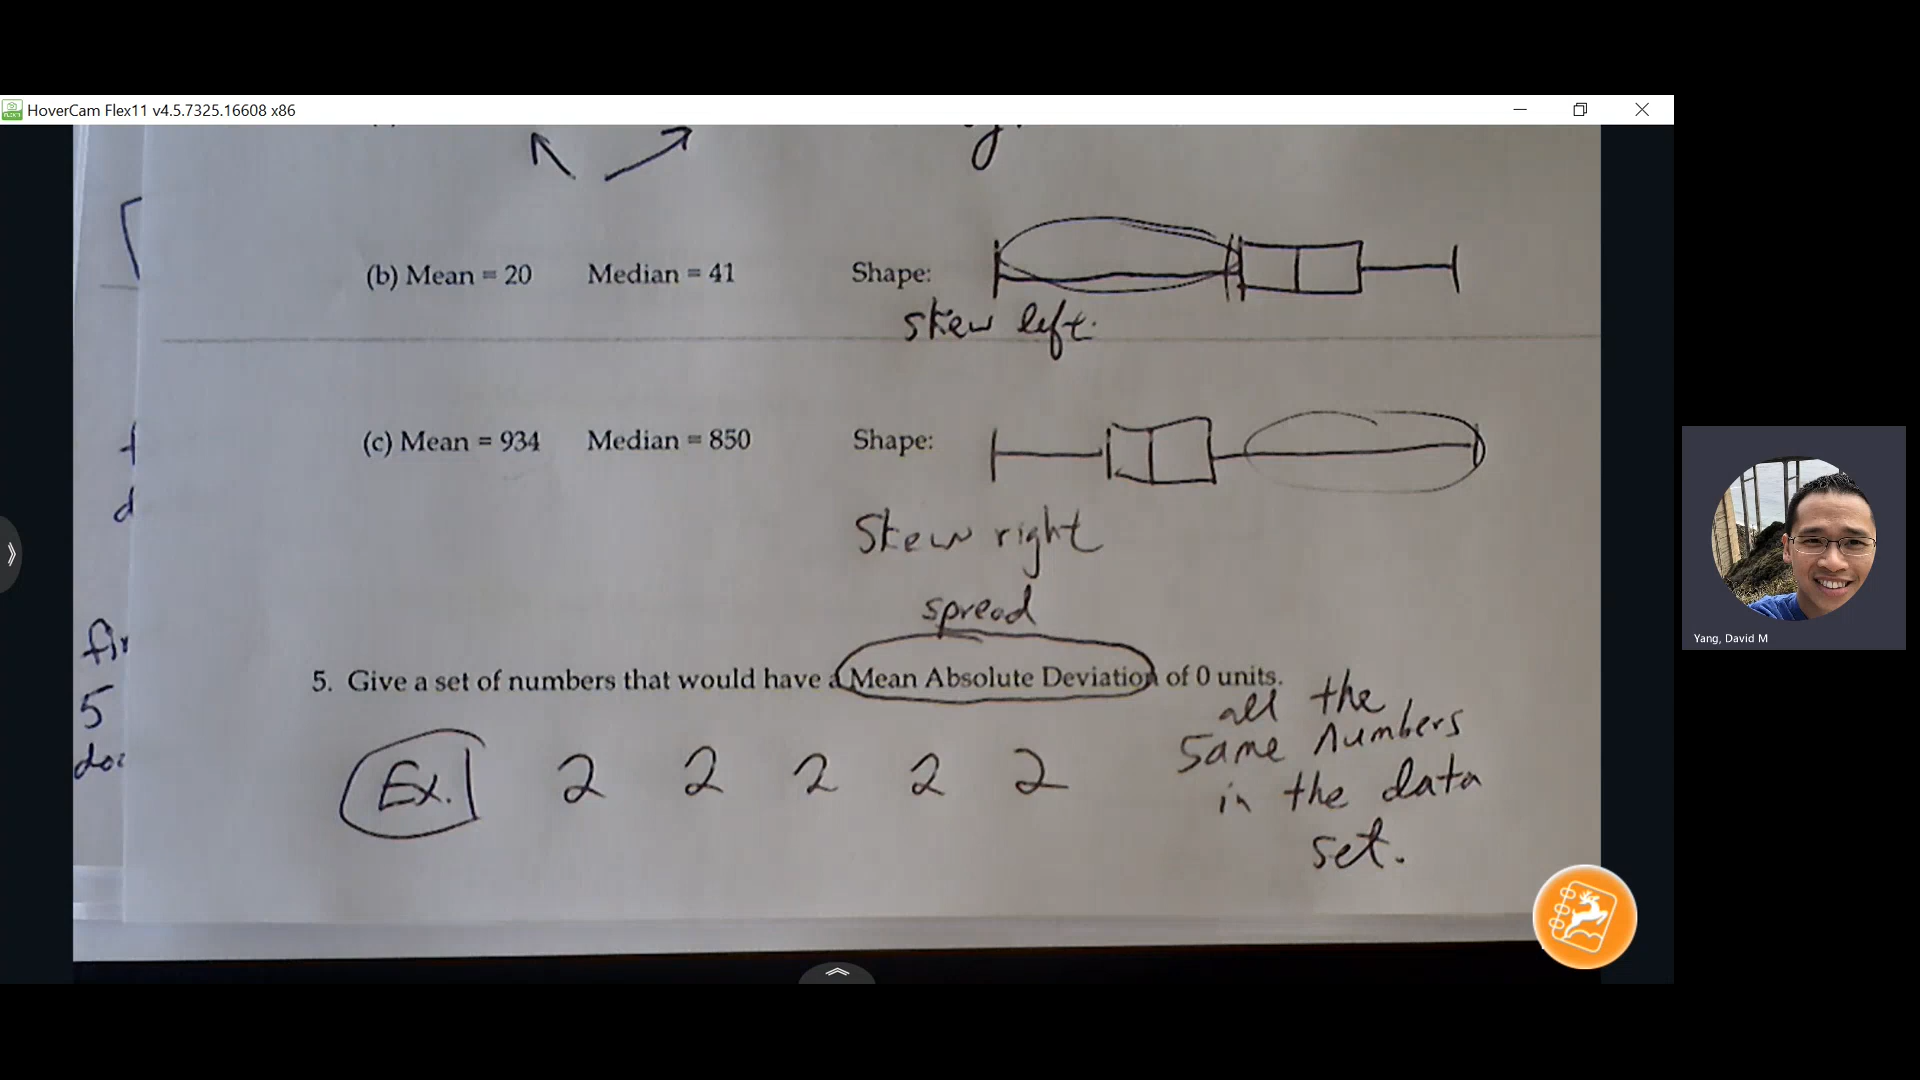 HoverCam Flex11 v4.5.7325.16608 x86
(b) Mean = 20 Median = 41 Shape:
skew left.
(c) Mean = 934 Median = 850 Shape:
Skew right
spread
5. Give a set of numbers that would have a Mean Absolute Deviation of 0 units.
Ex. 2 2 2 2 2
all the
same numbers
in the data
set.
5
Yang, David M